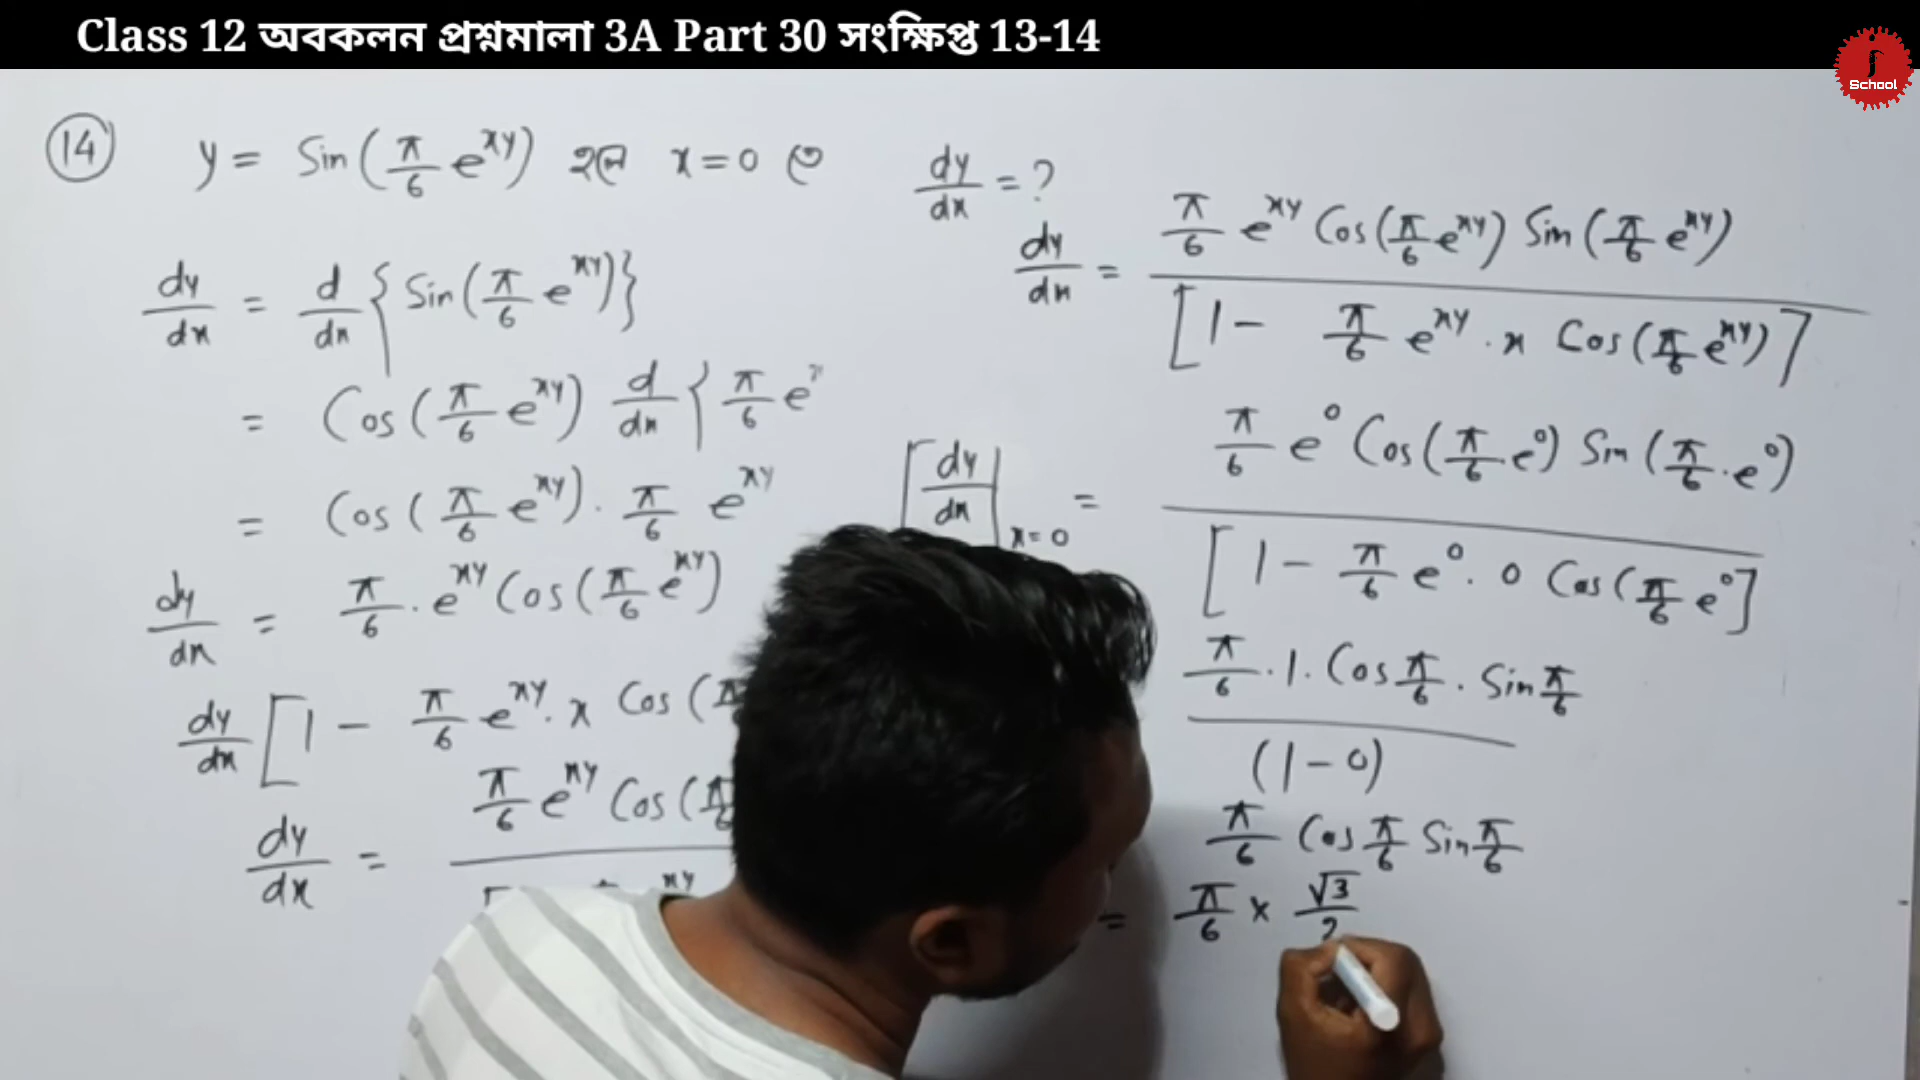 Class 12 অবকলন প্রশ্নমালা 3A Part 30 সংক্ষিপ্ত 13-14
School
14 y = Sin(π/6 e^xy) হলে x=0 তে dy/dx = ?
dy/dx = d/dx {Sin(π/6 e^xy)}
= Cos(π/6 e^xy) d/dx {π/6 e
= Cos(π/6 e^xy) . π/6 e^xy
dy/dx = π/6 . e^xy Cos(π/6 e^xy)
dy/dx [1 - π/6 e^xy . x Cos(
π/6 e^xy Cos(
dy/dx =
xy
dy/dx = π/6 e^xy Cos(π/6 e^xy) Sin(π/6 e^xy)
[1 - π/6 e^xy . x Cos(π/6 e^xy)]
[dy/dx]x=0 = π/6 e^0 Cos(π/6 . e^0) Sin(π/6 . e^0)
[1 - π/6 e^0 . 0 Cos(π/6 e^0]
π/6 . 1 . Cos π/6 . Sin π/6
(1 - 0)
π/6 Cos π/6 Sin π/6
= π/6 × √3/2